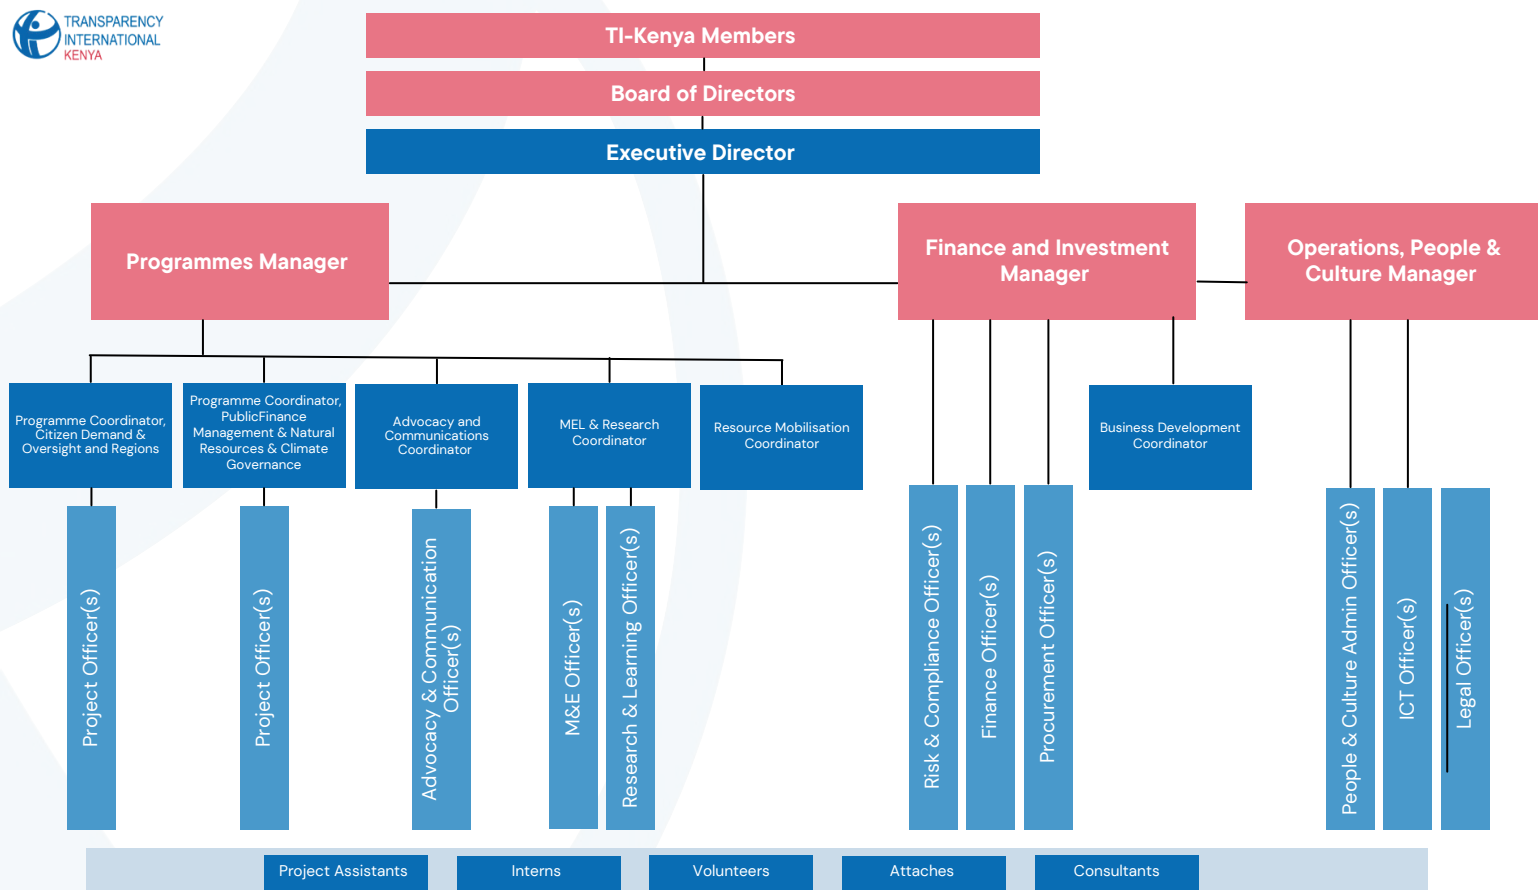 TRANSPARENCY
INTERNATIONAL
KENYA
TI-Kenya Members
Board of Directors
Executive Director
Programmes Manager
Finance and Investment
Manager
Operations, People &
Culture Manager
Programme Coordinator,
Citizen Demand &
Oversight and Regions
Programme Coordinator,
PublicFinance
Management & Natural
Resources & Climate
Governance
Advocacy and
Communications
Coordinator
MEL & Research
Coordinator
Resource Mobilisation
Coordinator
Business Development
Coordinator
Project Officer(s)
Project Officer(s)
Advocacy & Communication
Officer(s)
M&E Officer(s)
Research & Learning Officer(s)
Risk & Compliance Officer(s)
Finance Officer(s)
Procurement Officer(s)
People & Culture Admin Officer(s)
ICT Officer(s)
Legal Officer(s)
Project Assistants
Interns
Volunteers
Attaches
Consultants